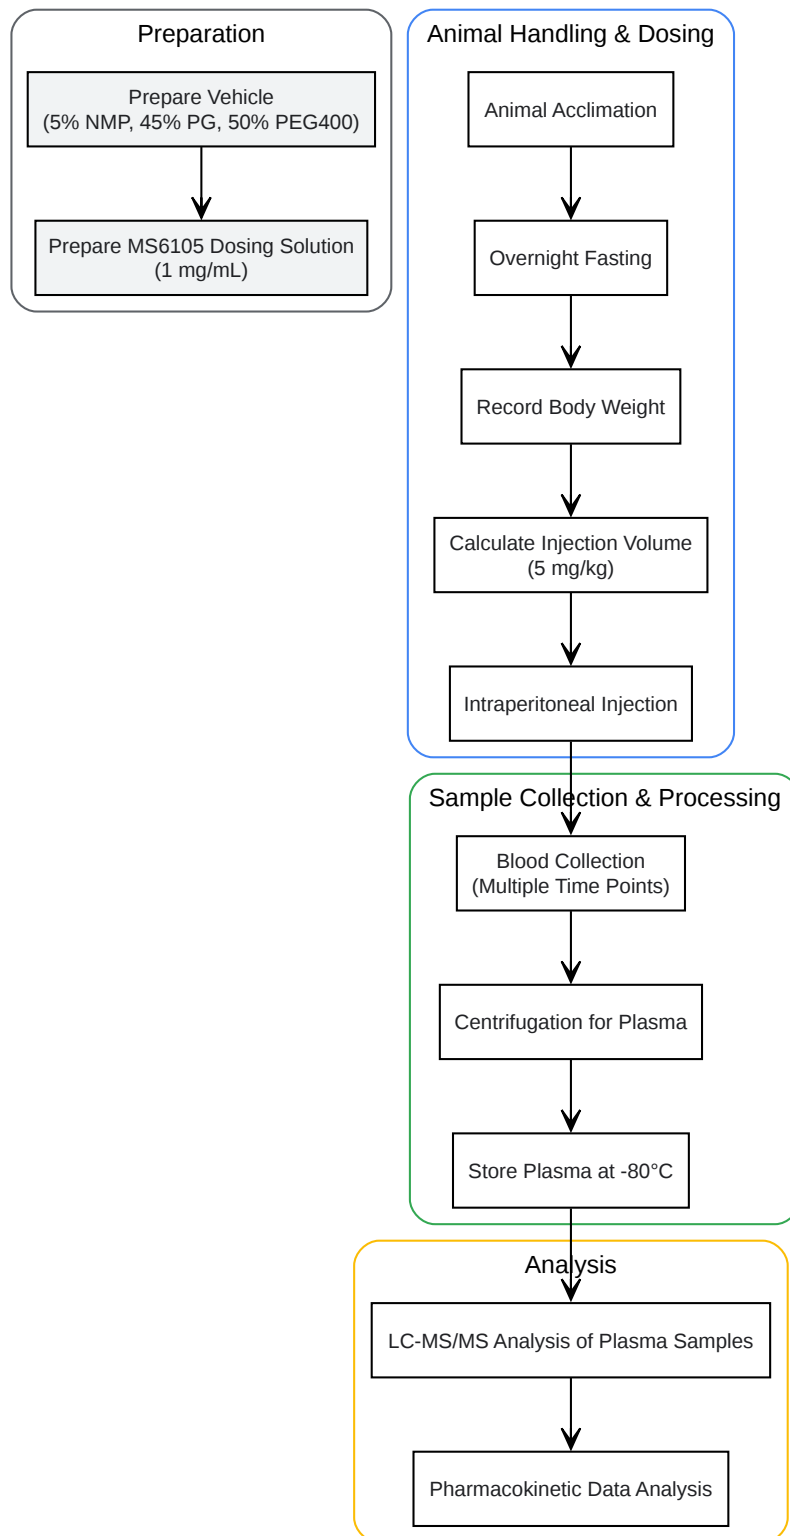 Preparation
Prepare Vehicle
(5% NMP, 45% PG, 50% PEG400)
Prepare MS6105 Dosing Solution
(1 mg/mL)
Animal Handling & Dosing
Animal Acclimation
Overnight Fasting
Record Body Weight
Calculate Injection Volume
(5 mg/kg)
Intraperitoneal Injection
Sample Collection & Processing
Blood Collection
(Multiple Time Points)
Centrifugation for Plasma
Store Plasma at -80°C
Analysis
LC-MS/MS Analysis of Plasma Samples
Pharmacokinetic Data Analysis